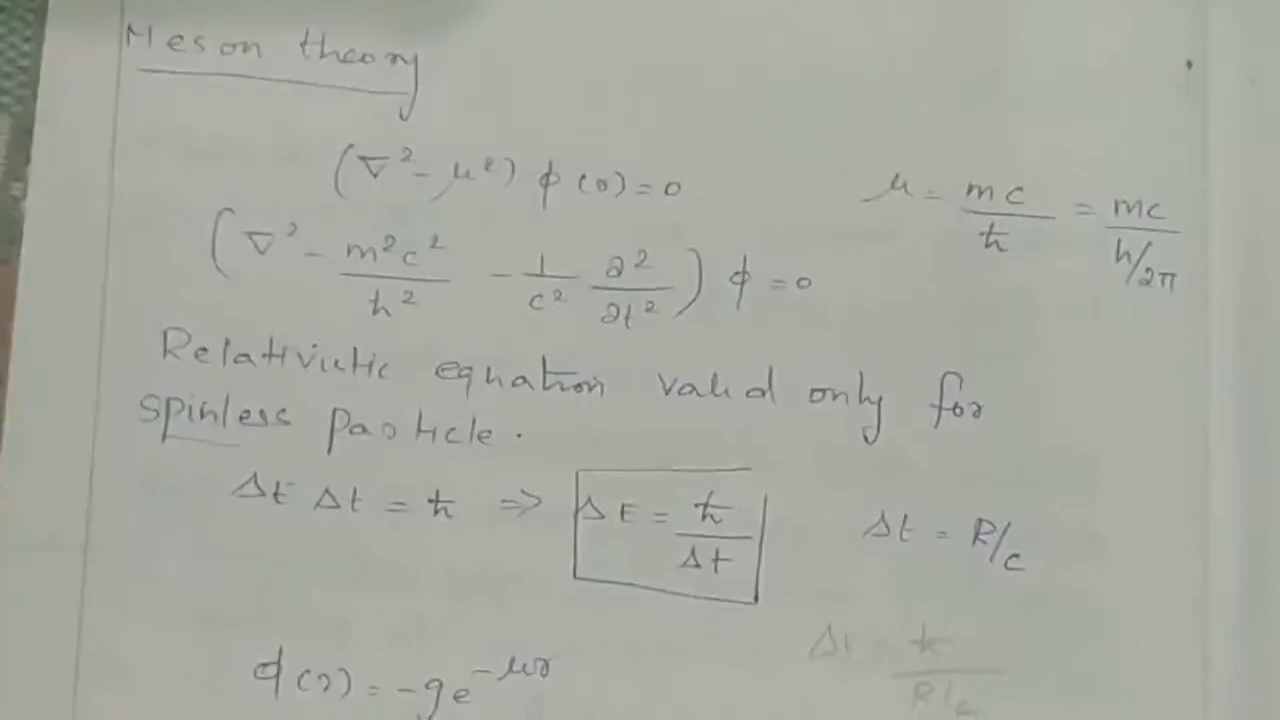 Meson theory
(∇² - μ²) φ(r) = 0
μ = mc/ħ = mc/(h/2π)
(∇² - m²c²/ħ² - 1/c² ∂²/∂t²) φ = 0
Relativistic equation valid only for
spinless particle.
ΔE Δt = ħ ⇒ ΔE = ħ/Δt
Δt = R/c
φ(r) = -ge^(-μr)